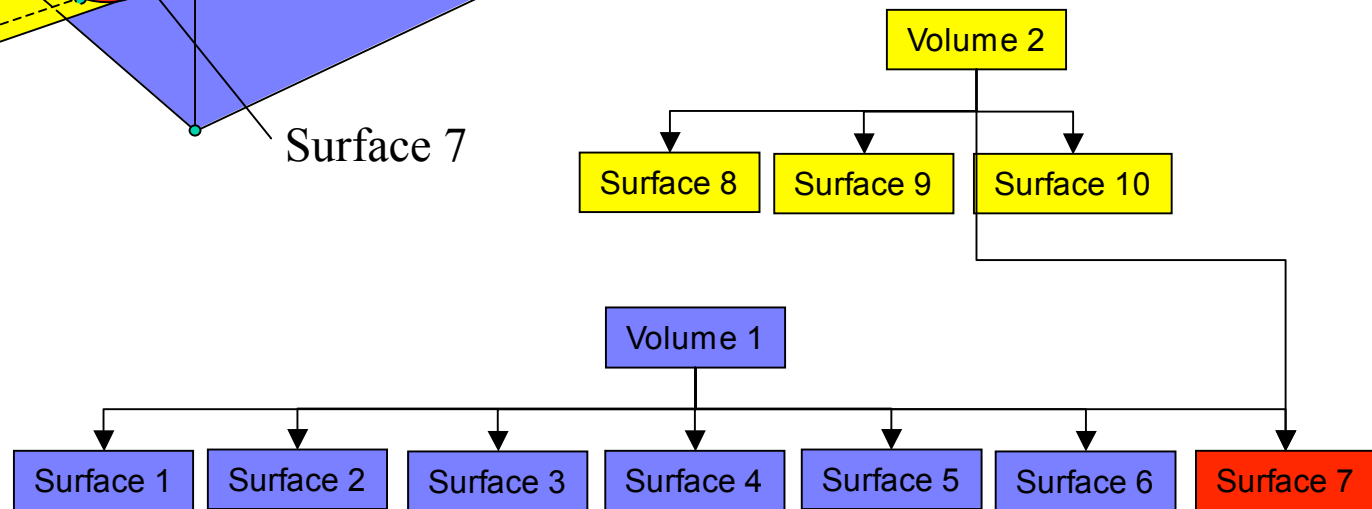 Volume 2
Surface 7
Surface 8
Surface 9
Surface 10
Volume 1
Surface 1
Surface 2
Surface 3
Surface 4
Surface 5
Surface 6
Surface 7